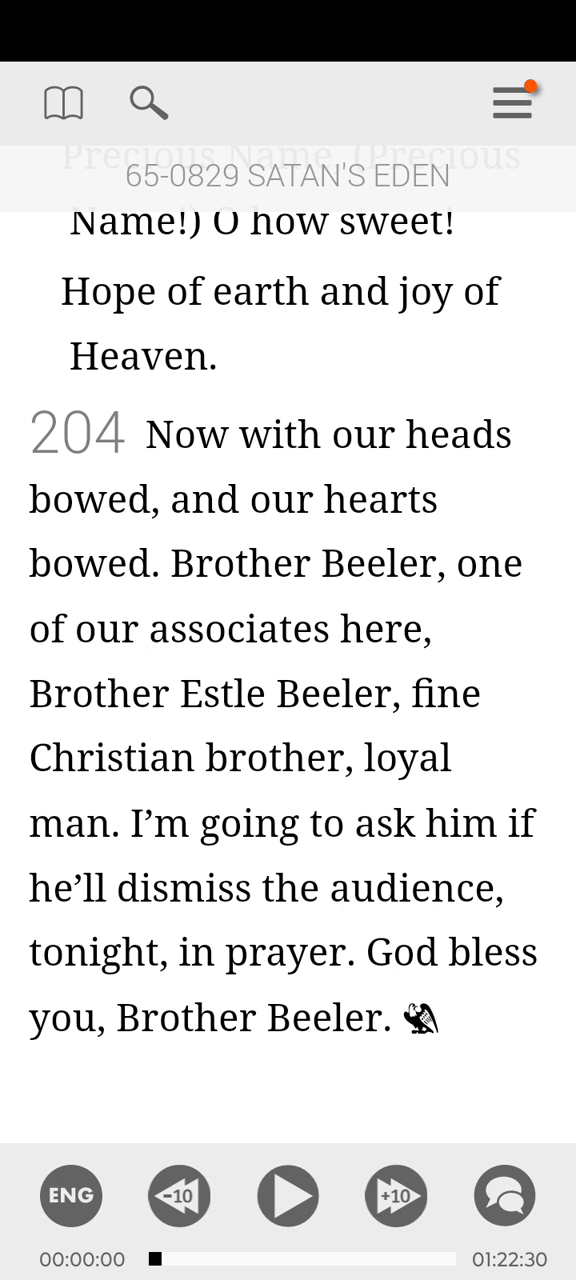 Precious Name, (Precious
65-0829 SATAN'S EDEN
Name!) O how sweet!
Hope of earth and joy of
Heaven.
204 Now with our heads
bowed, and our hearts
bowed. Brother Beeler, one
of our associates here,
Brother Estle Beeler, fine
Christian brother, loyal
man. I’m going to ask him if
he’ll dismiss the audience,
tonight, in prayer. God bless
you, Brother Beeler.
ENG -10 +10
00:00:00 01:22:30